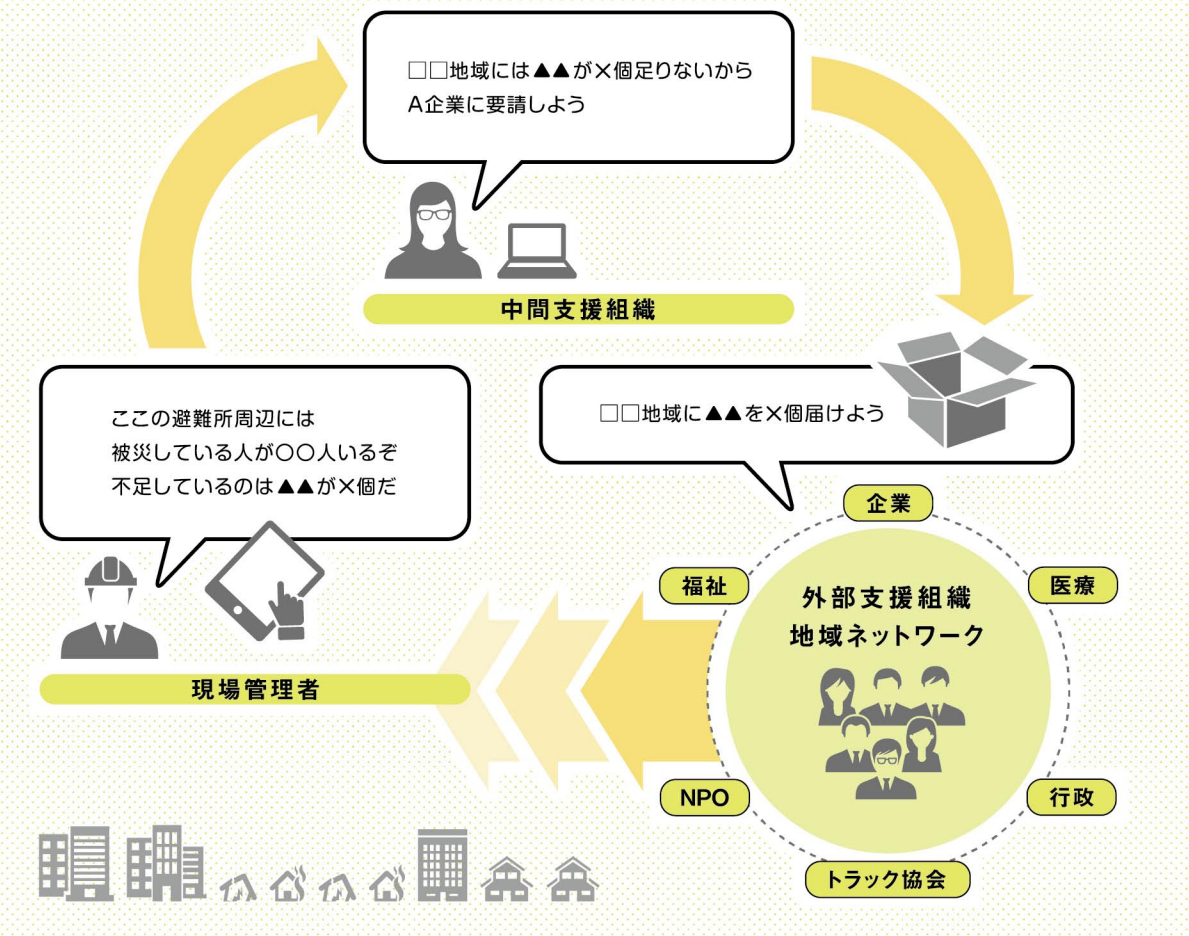 □□地域には▲▲が×個足りないから
A企業に要請しよう
中間支援組織
ここの避難所周辺には
被災している人が〇〇人いるぞ
不足しているのは▲▲が×個だ
現場管理者
□□地域に▲▲を×個届けよう
企業
福祉
医療
外部支援組織
地域ネットワーク
NPO
行政
トラック協会